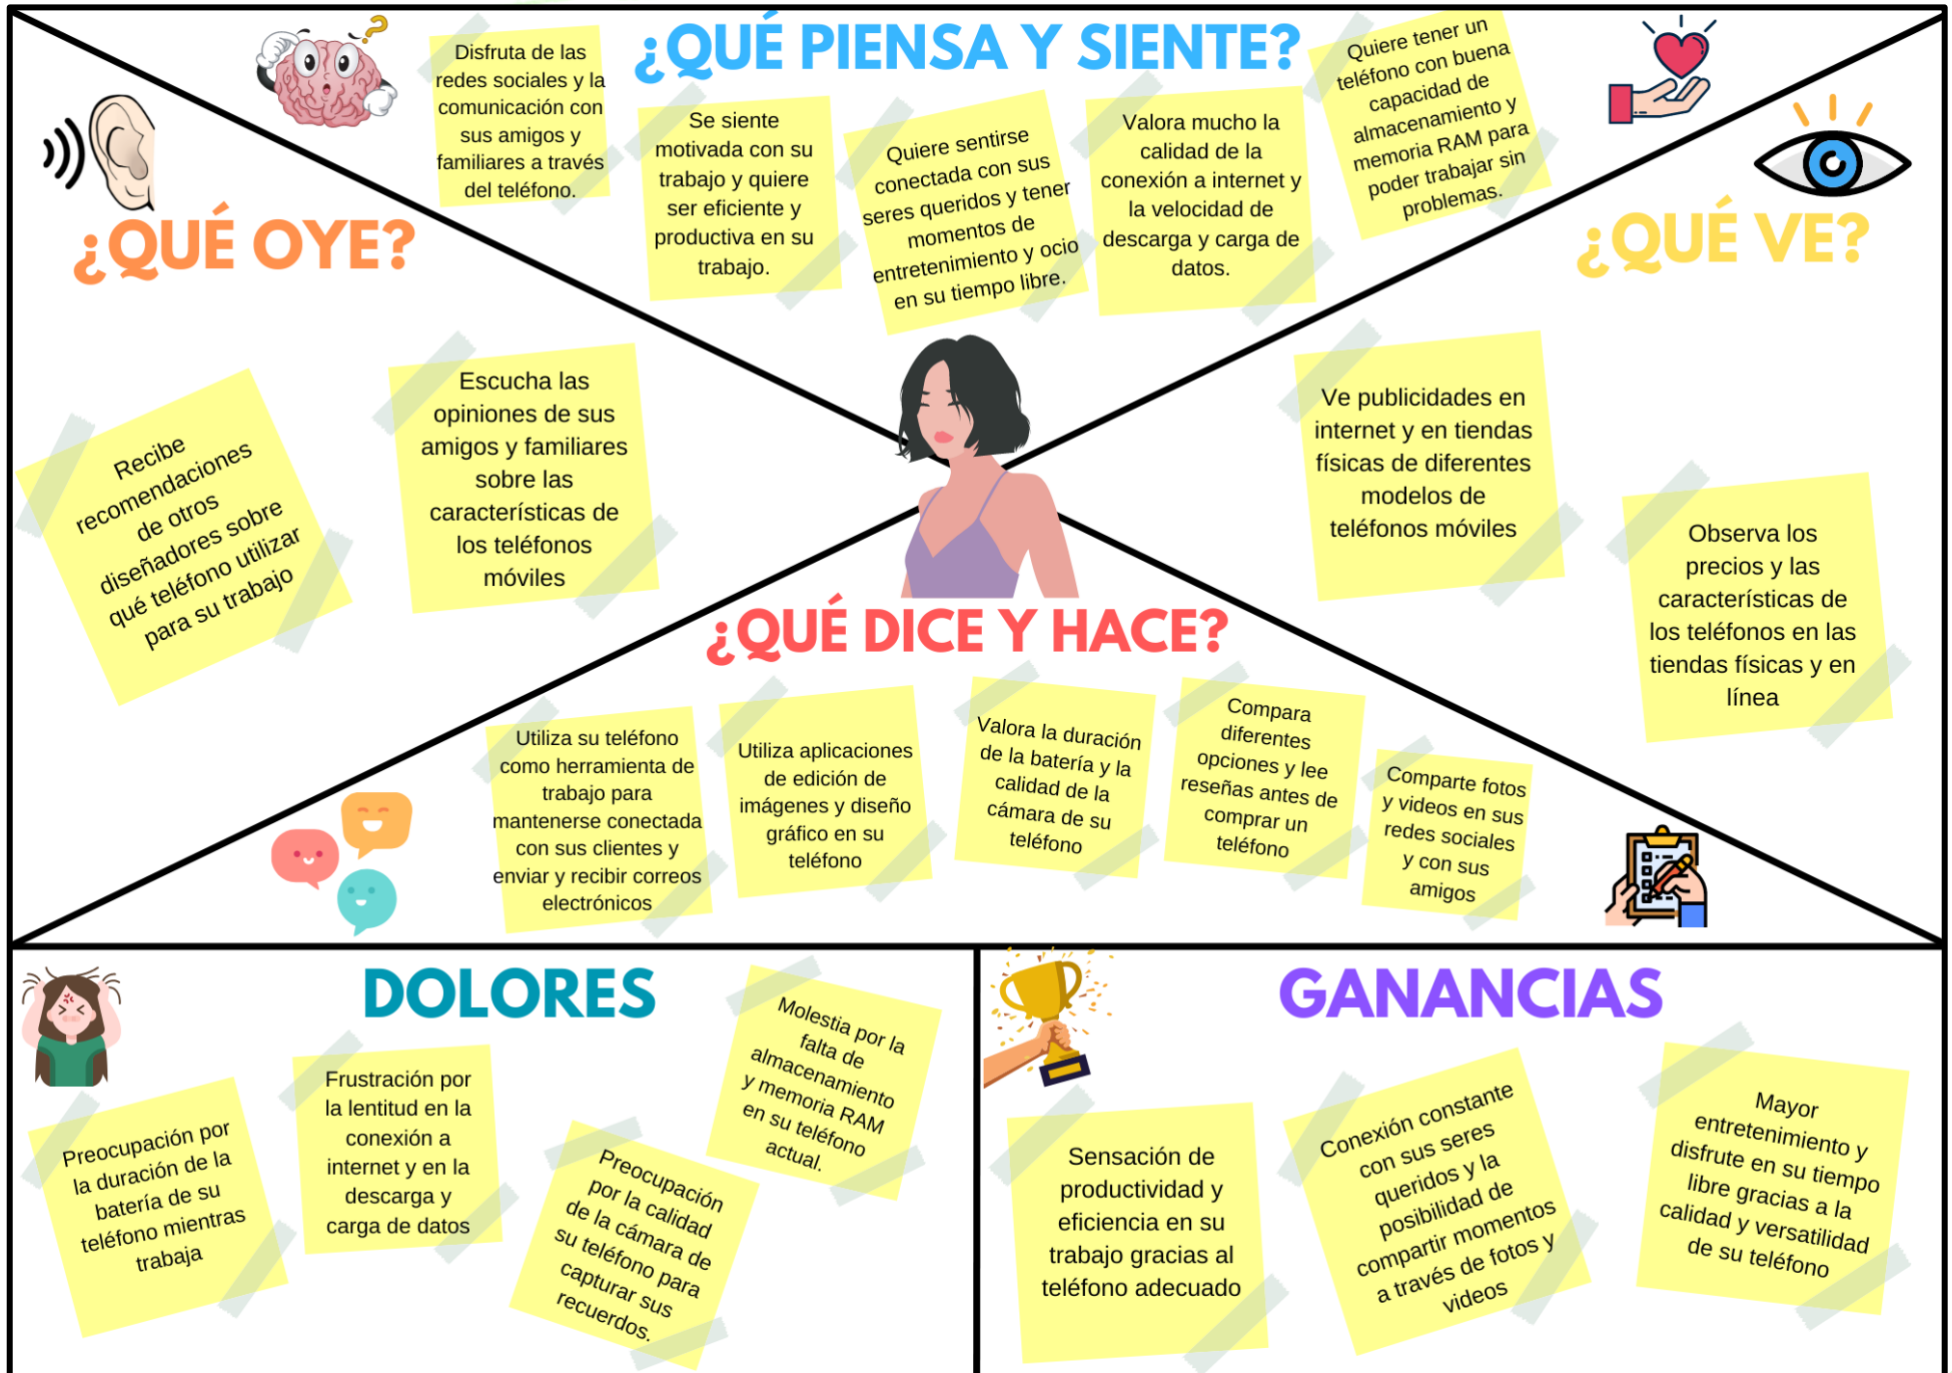 ¿QUÉ PIENSA Y SIENTE?
Disfruta de las
redes sociales y la
comunicación con
sus amigos y
familiares a través
del teléfono.
Se siente
motivada con su
trabajo y quiere
ser eficiente y
productiva en su
trabajo.
Quiere sentirse
conectada con sus
seres queridos y tener
momentos de
entretenimiento y ocio
en su tiempo libre.
Valora mucho la
calidad de la
conexión a internet y
la velocidad de
descarga y carga de
datos.
Quiere tener un
teléfono con buena
capacidad de
almacenamiento y
memoria RAM para
poder trabajar sin
problemas.
¿QUÉ OYE?
Recibe
recomendaciones
de otros
diseñadores sobre
qué teléfono utilizar
para su trabajo
Escucha las
opiniones de sus
amigos y familiares
sobre las
características de
los teléfonos
móviles
¿QUÉ VE?
Ve publicidades en
internet y en tiendas
físicas de diferentes
modelos de
teléfonos móviles
Observa los
precios y las
características de
los teléfonos en las
tiendas físicas y en
línea
¿QUÉ DICE Y HACE?
Utiliza su teléfono
como herramienta de
trabajo para
mantenerse conectada
con sus clientes y
enviar y recibir correos
electrónicos
Utiliza aplicaciones
de edición de
imágenes y diseño
gráfico en su
teléfono
Valora la duración
de la batería y la
calidad de la
cámara de su
teléfono
Compara
diferentes
opciones y lee
reseñas antes de
comprar un
teléfono
Comparte fotos
y videos en sus
redes sociales
y con sus
amigos
DOLORES
Preocupación por
la duración de la
batería de su
teléfono mientras
trabaja
Frustración por
la lentitud en la
conexión a
internet y en la
descarga y
carga de datos
Preocupación
por la calidad
de la cámara de
su teléfono para
capturar sus
recuerdos.
Molestia por la
falta de
almacenamiento
y memoria RAM
en su teléfono
actual.
GANANCIAS
Sensación de
productividad y
eficiencia en su
trabajo gracias al
teléfono adecuado
Conexión constante
con sus seres
queridos y la
posibilidad de
compartir momentos
a través de fotos y
videos
Mayor
entretenimiento y
disfrute en su tiempo
libre gracias a la
calidad y versatilidad
de su teléfono